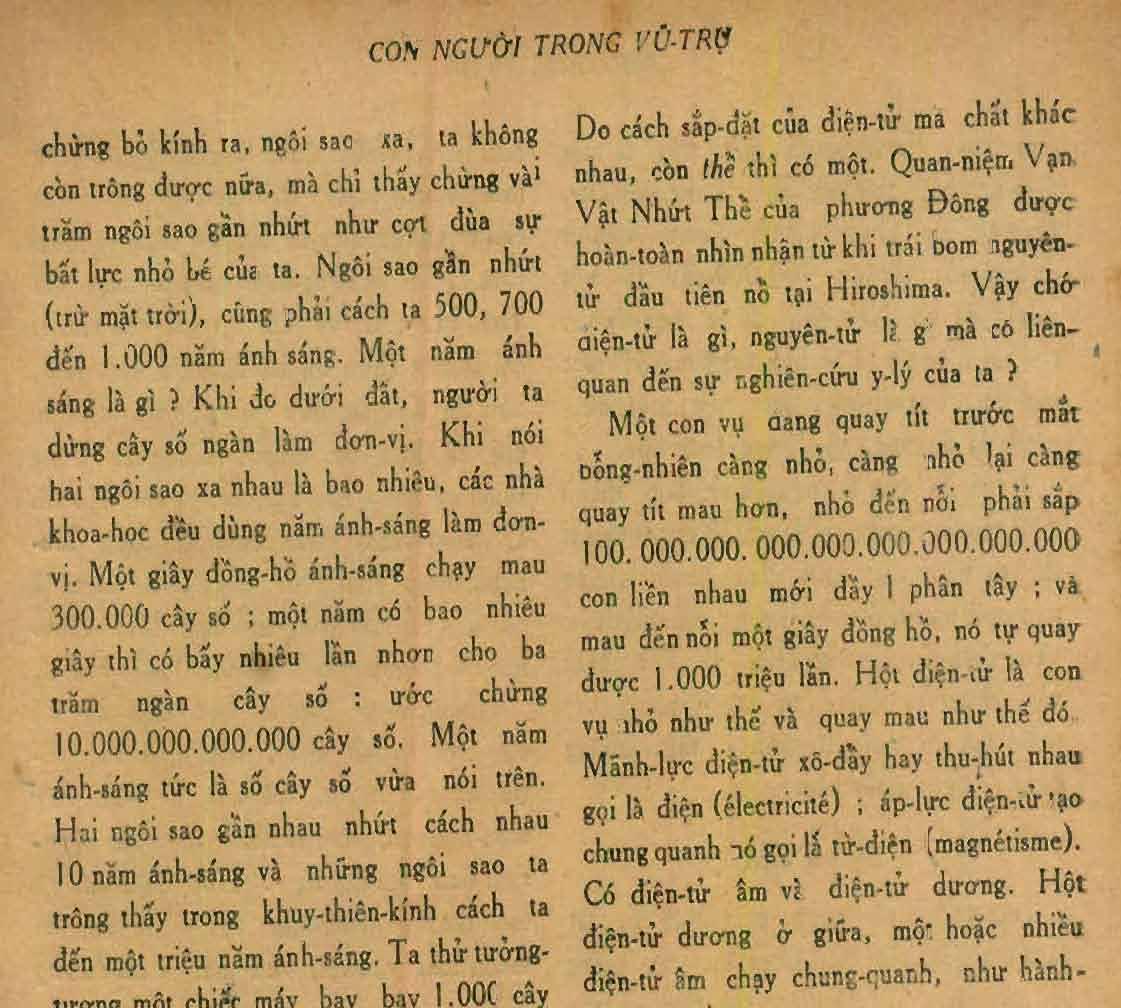 CON NGƯỜI TRONG VŨ-TRỤ
chừng bỏ kính ra, ngôi sao xa, ta không
còn trông được nữa, mà chỉ thấy chừng vài
trăm ngôi sao gần nhứt như cợt đùa sự
bất lực nhỏ bé của ta. Ngôi sao gần nhứt
(trừ mặt trời), cũng phải cách ta 500, 700
đến 1.000 năm ánh sáng. Một năm ánh
sáng là gì ? Khi đo dưới đất, người ta
dừng cây số ngàn làm đơn-vị. Khi nói
hai ngôi sao xa nhau là bao nhiêu, các nhà
khoa-học đều dùng năm ánh-sáng làm đơn-
vị. Một giây đồng-hồ ánh-sáng chạy mau
300.000 cây số ; một năm có bao nhiêu
giây thì có bấy nhiêu lần nhơn cho ba
trăm ngàn cây số : ước chừng
10.000.000.000.000 cây số. Một năm
ánh-sáng tức là số cây số vừa nói trên.
Hai ngôi sao gần nhau nhứt cách nhau
10 năm ánh-sáng và những ngôi sao ta
trông thấy trong khuy-thiên-kính cách ta
đến một triệu năm ánh-sáng. Ta thử tưởng-
tượng một chiếc máy bay bay 1.000 cây
Do cách sắp-đặt của điện-tử mà chất khác
nhau, còn thể thì có một. Quan-niệm Vạn
Vật Nhứt Thể của phương Đông được
hoàn-toàn nhìn nhận từ khi trái bom nguyên-
tử đầu tiên nổ tại Hiroshima. Vậy chớ
điện-tử là gì, nguyên-tử là gì mà có liên-
quan đến sự nghiên-cứu y-lý của ta ?
Một con vụ đang quay tít trước mắt
bỗng-nhiên càng nhỏ, càng nhỏ lại càng
quay tít mau hơn, nhỏ đến nỗi phải sắp
100. 000.000. 000.000.000.000.000.000
con liền nhau mới đầy 1 phân tây ; và
mau đến nỗi một giây đồng hồ, nó tự quay
được 1.000 triệu lần. Hột điện-tử là con
vụ nhỏ như thế và quay mau như thế đó.
Mãnh-lực điện-tử xô-đẩy hay thu-hút nhau
gọi là điện (électricité) ; áp-lực điện-tử tạo
chung quanh nó gọi lầ từ-điện (magnétisme).
Có điện-tử âm và điện-tử dương. Hột
điện-tử dương ở giữa, một hoặc nhiều
điện-tử âm chạy chung-quanh, như hành-